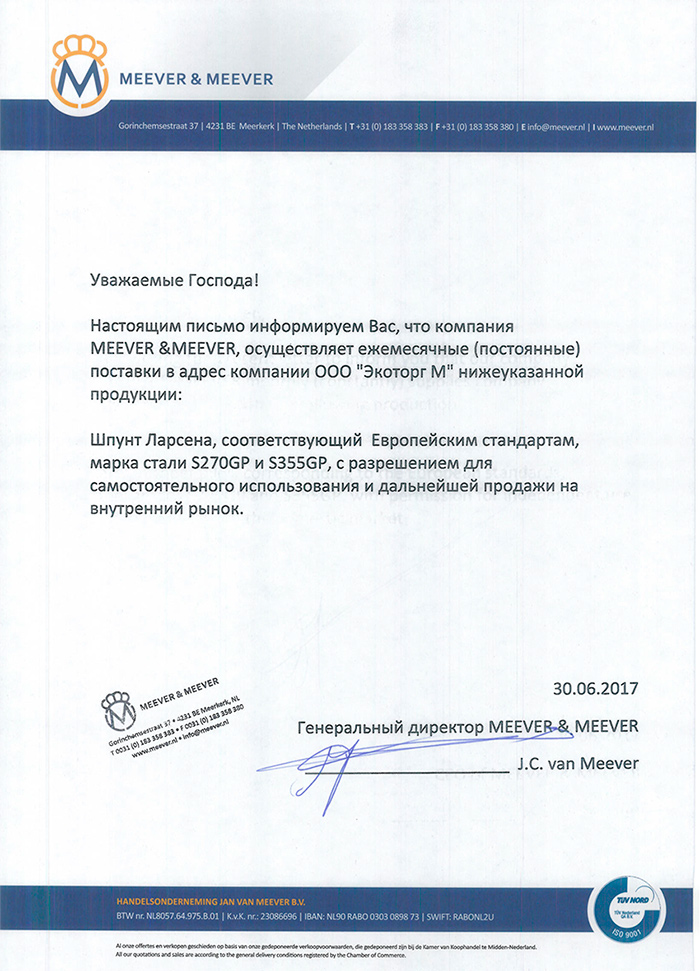 M
MEEVER & MEEVER
Gorinchemsestraat 37 | 4231 BE Meerkerk | The Netherlands | T +31 (0) 183 358 383 | F +31 (0) 183 358 380 | E info@meever.nl | I www.meever.nl
Уважаемые Господа!
Настоящим письмо информируем Вас, что компания
MEEVER &MEEVER, осуществляет ежемесячные (постоянные)
поставки в адрес компании ООО "Экоторг М" нижеуказанной
продукции:
Шпунт Ларсена, соответствующий Европейским стандартам,
марка стали S270GP и S355GP, с разрешением для
самостоятельного использования и дальнейшей продажи на
внутренний рынок.
30.06.2017
Генеральный директор MEEVER & MEEVER
J.C. van Meever
M
MEEVER & MEEVER
Gorinchemsestraat 37 • 4231 BE Meerkerk, NL
T 0031 (0) 183 358 383 • F 0031 (0) 183 358 380
www.meever.nl • info@meever.nl
HANDELSONDERNEMING JAN VAN MEEVER B.V.
BTW nr. NL8057.64.975.B.01 | K.v.K. nr.: 23086696 | IBAN: NL90 RABO 0303 0898 73 | SWIFT: RABONL2U
TÜV NORD
TÜV Nederland
QA B.V.
ISO 9001
Al onze offertes en verkopen geschieden op basis van onze gedeponeerde verkoopvoorwaarden, die gedeponeerd zijn bij de Kamer van Koophandel te Midden-Nederland.
All our quotations and sales are according to the general delivery conditions registered by the Chamber of Commerce.